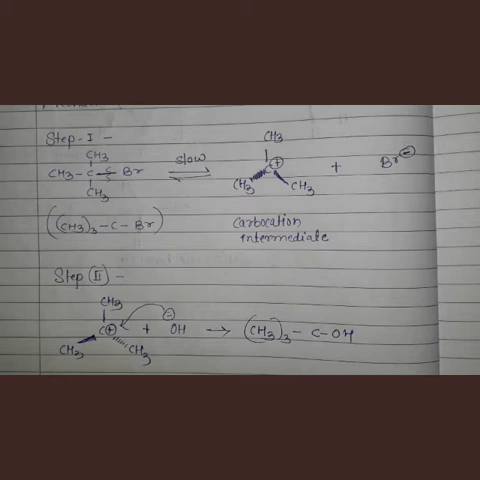 Step-I -
CH3
CH3 - C - Br
CH3
slow
⇌
CH3
C⊕
CH3 CH3
+ Br⊖
((CH3)3 - C - Br)
Carbocation
intermediate
Step (II) -
CH3
C⊕ + ⊖OH → (CH3)3 - C - OH
CH3 CH3